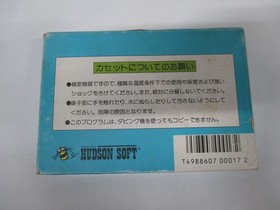 カセットについてのお願い
●精密機器ですので、極端な温度条件下での使用や保管および強い
ショックをさけてください。また、絶対に分解しないでください。
●端子部に手を触れたり、水にぬらしたりして汚さないようにして
ください。故障の原因となります。
●このプログラムは、ダビング機を使ってもコピーできません。
HUDSON SOFT
T4988607 00017 2